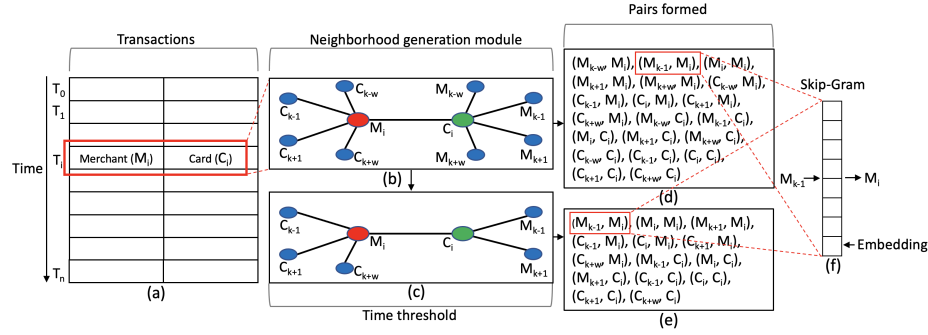 Pairs formed
Transactions
Neighborhood generation module
Time
T0
T1
Ti
Tn
Merchant (Mi)
Card (Ci)
(a)
Ck-w
Ck-1
Ck+1
Ck+w
Mi
Ci
Mk-w
Mk-1
Mk+1
Mk+w
(b)
Ck-1
Ck+1
Ck+w
Mi
Ci
Mk-1
Mk+1
(c)
Time threshold
(Mk-w, Mi), (Mk-1, Mi), (Mi, Mi),
(Mk+1, Mi), (Mk+w, Mi), (Ck-w, Mi),
(Ck-1, Mi), (Ci, Mi), (Ck+1, Mi),
(Ck+w, Mi), (Mk-w, Ci), (Mk-1, Ci),
(Mi, Ci), (Mk+1, Ci), (Mk+w, Ci),
(Ck-w, Ci), (Ck-1, Ci), (Ci, Ci),
(Ck+1, Ci), (Ck+w, Ci)
(d)
(Mk-1, Mi), (Mi, Mi), (Mk+1, Mi),
(Ck-1, Mi), (Ci, Mi), (Ck+1, Mi),
(Ck+w, Mi), (Mk-1, Ci), (Mi, Ci),
(Mk+1, Ci), (Ck-1, Ci), (Ci, Ci),
(Ck+1, Ci), (Ck+w, Ci)
(e)
Skip-Gram
Mk-1
Mi
Embedding
(f)